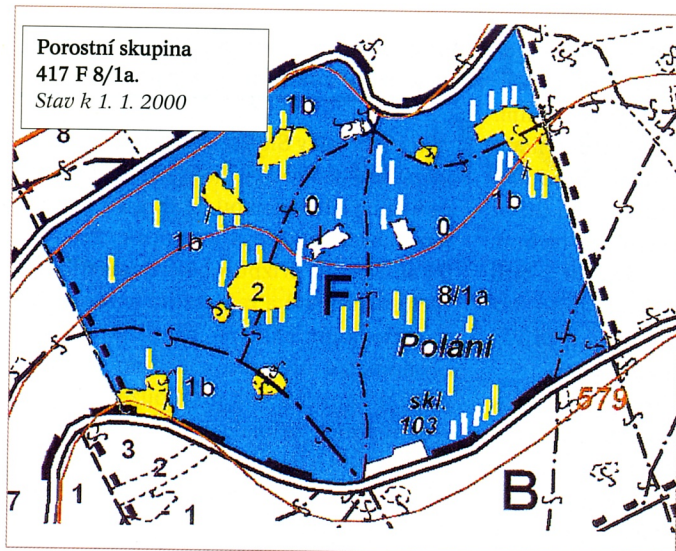 Porostní skupina
417 F 8/1a.
Stav k 1. 1. 2000
8
1b
1b
0
1b
0
2
F
8/1a
Polání
1b
skl.
103
579
3
2
B
7
1
1